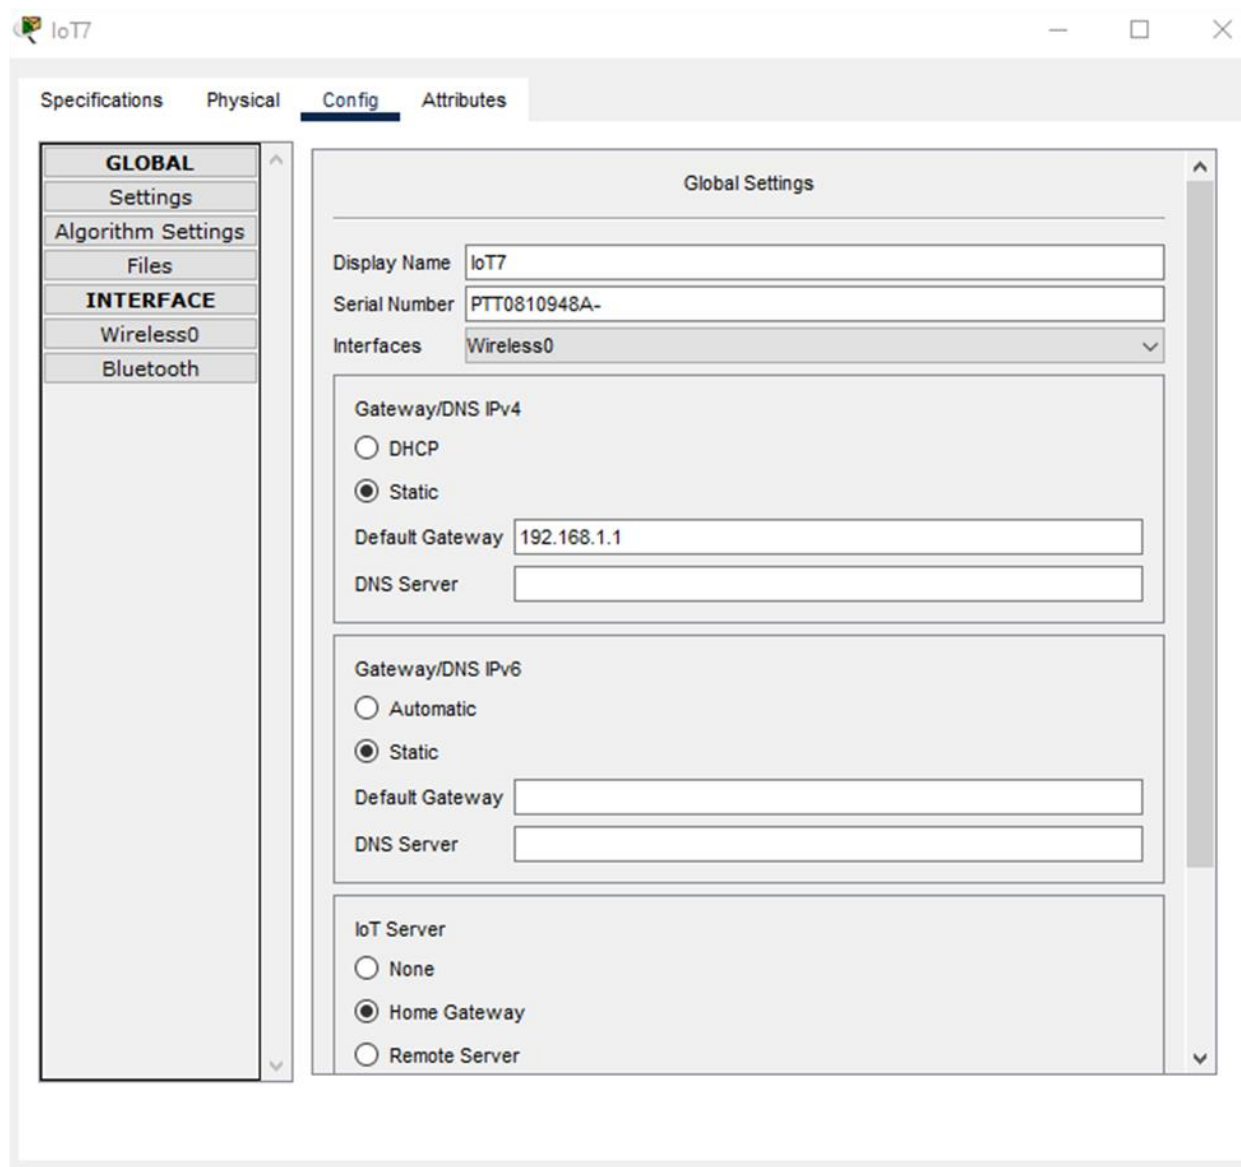 IoT7
Specifications Physical Config Attributes
GLOBAL
Settings
Algorithm Settings
Files
INTERFACE
Wireless0
Bluetooth
Global Settings
Display Name IoT7
Serial Number PTT0810948A-
Interfaces Wireless0
Gateway/DNS IPv4
DHCP
Static
Default Gateway 192.168.1.1
DNS Server
Gateway/DNS IPv6
Automatic
Static
Default Gateway
DNS Server
IoT Server
None
Home Gateway
Remote Server